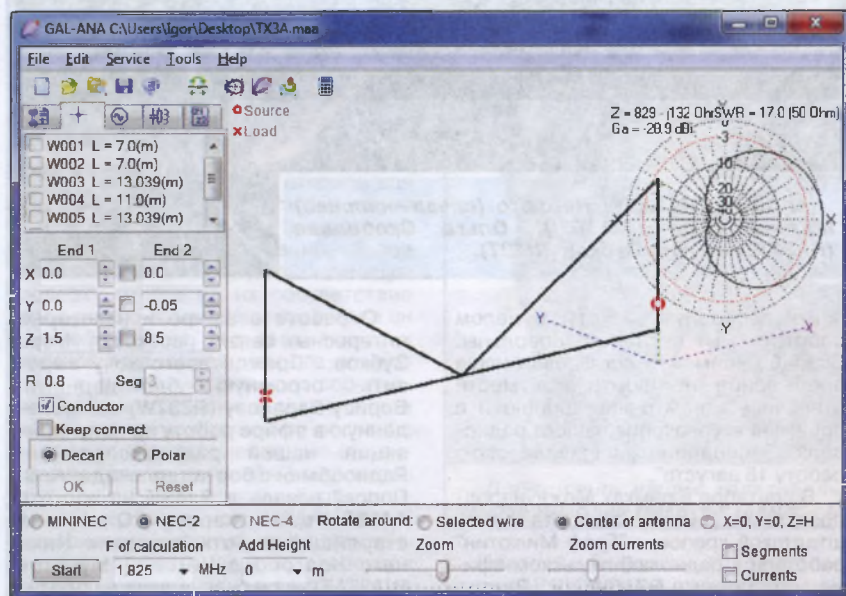 GAL-ANA C:\Users\Igor\Desktop\TX3A.maa
File Edit Service Tools Help
Source
Load
Z = 829 - j132 Ohm SWR = 17.0 (50 Ohm)
Ga = -28.9 dBi
W001 L = 7.0(m)
W002 L = 7.0(m)
W003 L = 13.039(m)
W004 L = 11.0(m)
W005 L = 13.039(m)
0
-3
-10
-20
-30
X
X
Y
Y
X
End 1 End 2
X 0.0 0.0
Y 0.0 -0.05
Z 1.5 8.5
R 0.8 Seg 3
Conductor
Keep connect
Decart Polar
OK Reset
MININEC NEC-2 NEC-4 Rotate around: Selected wire Center of antenna X=0, Y=0, Z=H
F of calculation Add Height Zoom Zoom currents
Segments
Start 1.825 MHz 0 m
Currents